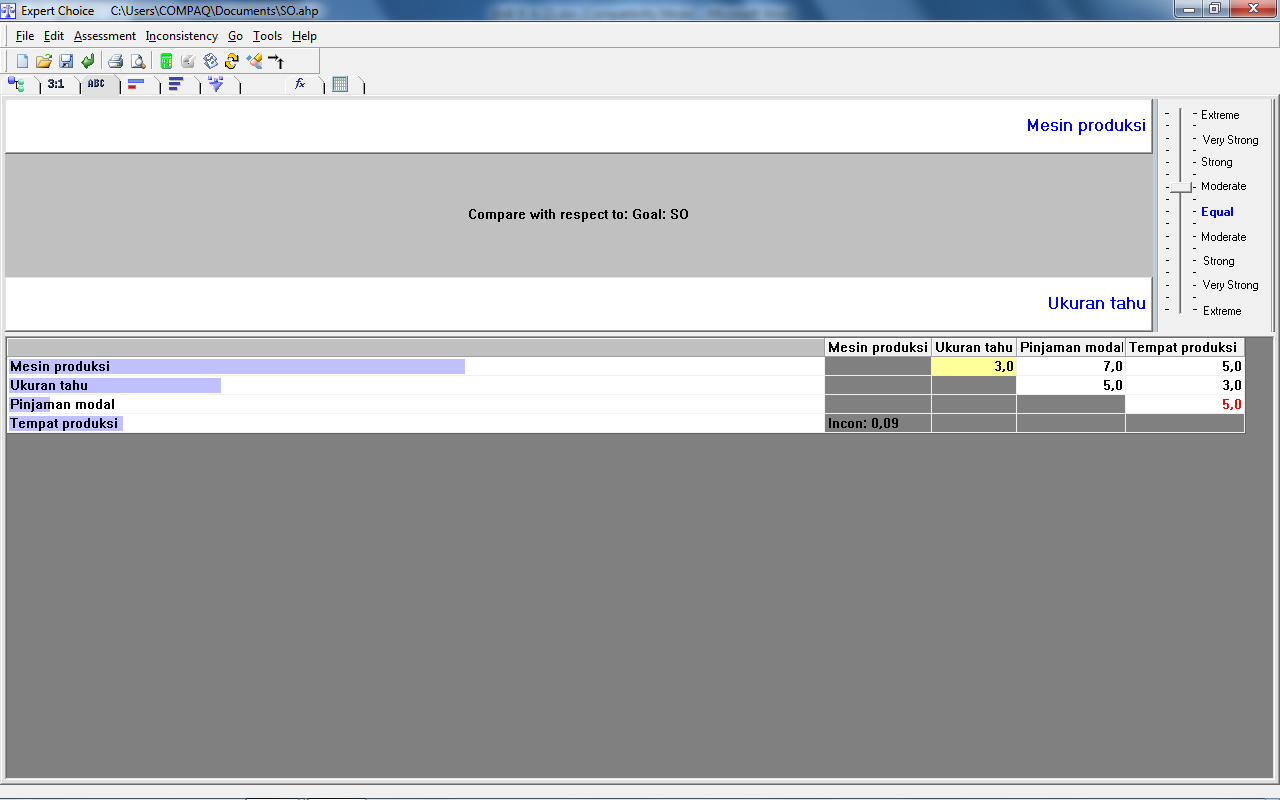 Expert Choice C:\Users\COMPAQ\Documents\SO.ahp
File Edit Assessment Inconsistency Go Tools Help
3:1 ABC fx
Mesin produksi
Compare with respect to: Goal: SO
Ukuran tahu
Extreme
Very Strong
Strong
Moderate
Equal
Moderate
Strong
Very Strong
Extreme
Mesin produksi Ukuran tahu Pinjaman modal Tempat produksi
Mesin produksi 3,0 7,0 5,0
Ukuran tahu 5,0 3,0
Pinjaman modal 5,0
Tempat produksi Incon: 0,09